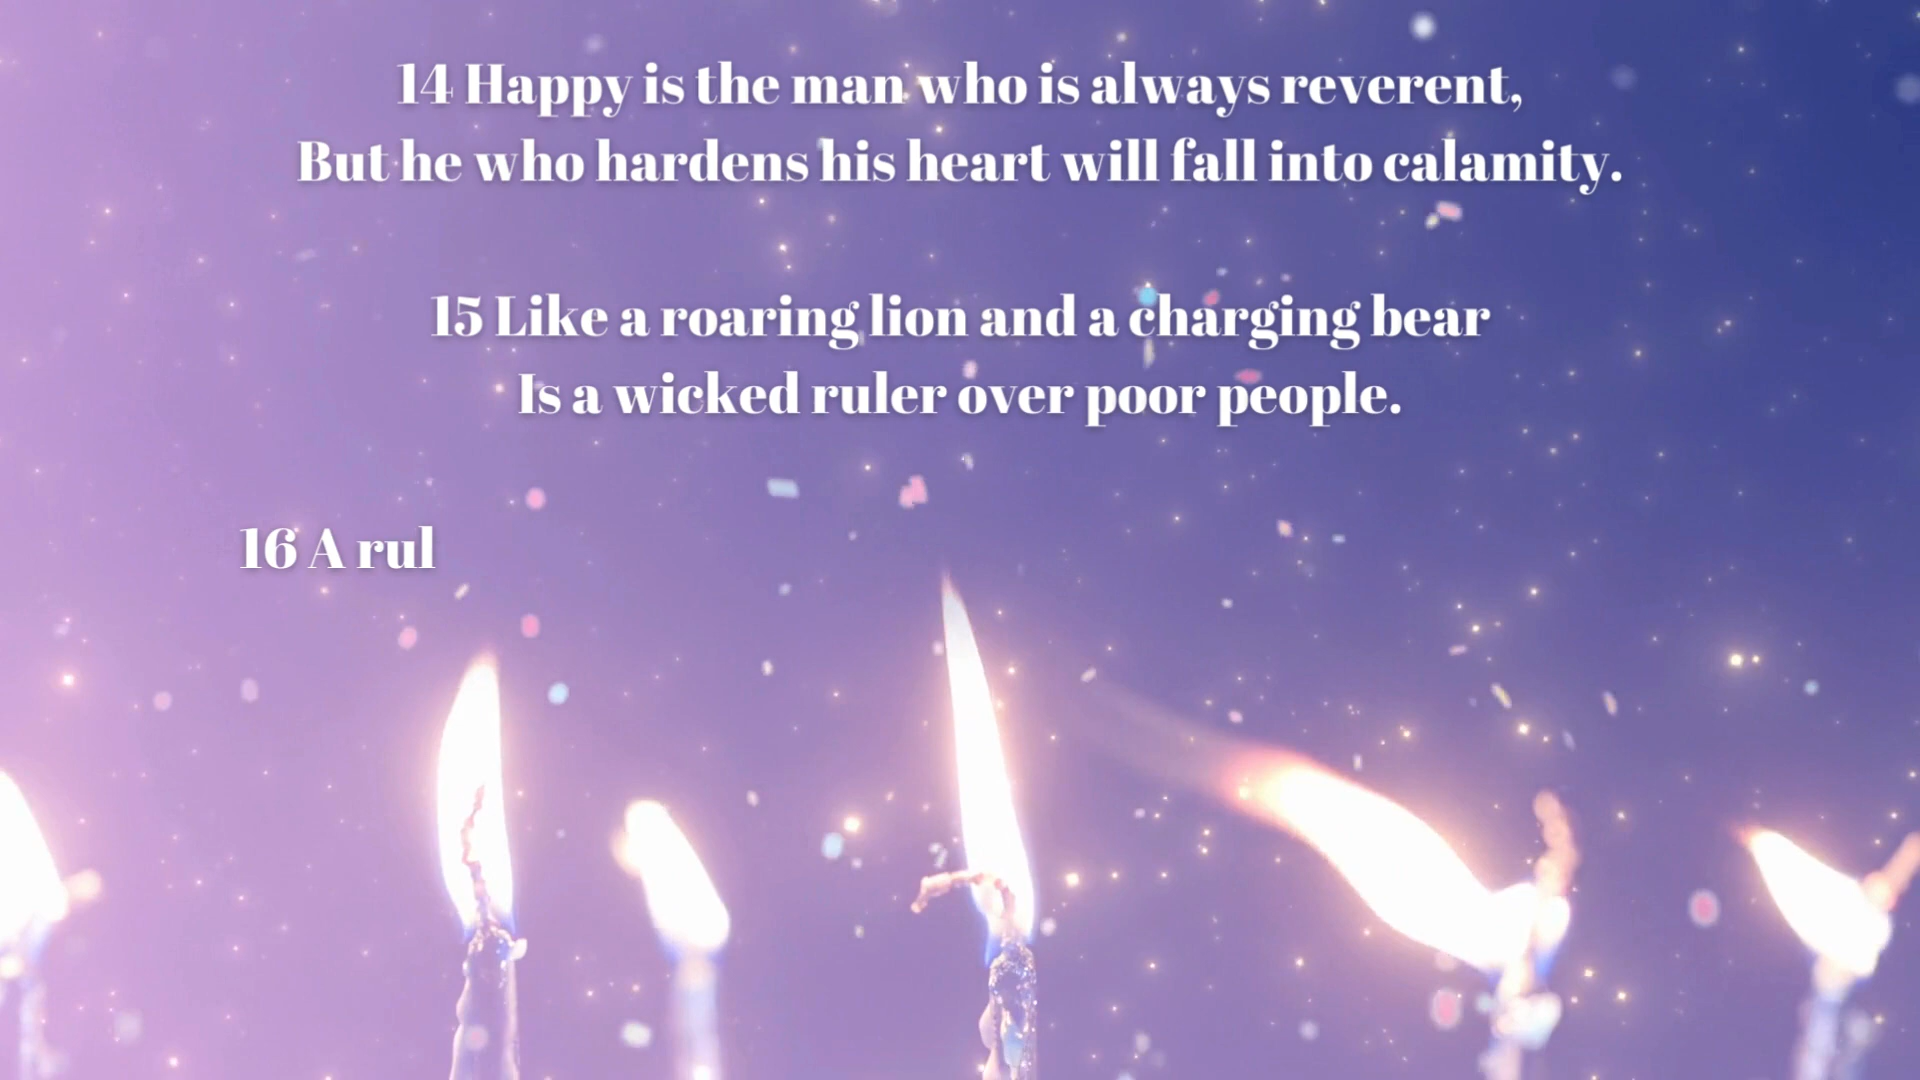 14 Happy is the man who is always reverent,
But he who hardens his heart will fall into calamity.
15 Like a roaring lion and a charging bear
Is a wicked ruler over poor people.
16 A rul